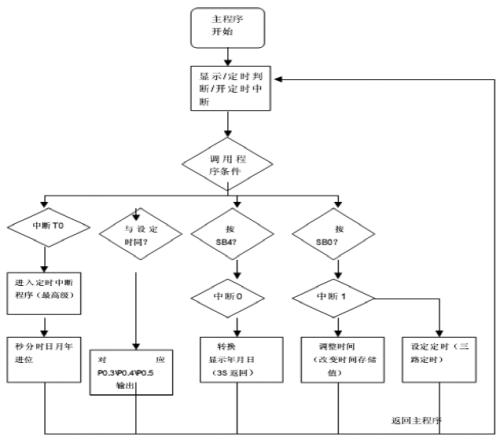 主程序
开始
显示/定时判
断/开定时中
断
调用程
序条件
中断T0
与设定
时间?
按
SB4?
按
SB0?
进入定时中断
程序（最高级）
中断0
中断1
秒分时日月年
进位
对 应
P0.3\P0.4\P0.5
输出
转换
显示年月日
（3S返回）
调整时间
（改变时间存储
值）
设定定时（三
路定时）
返回主程序